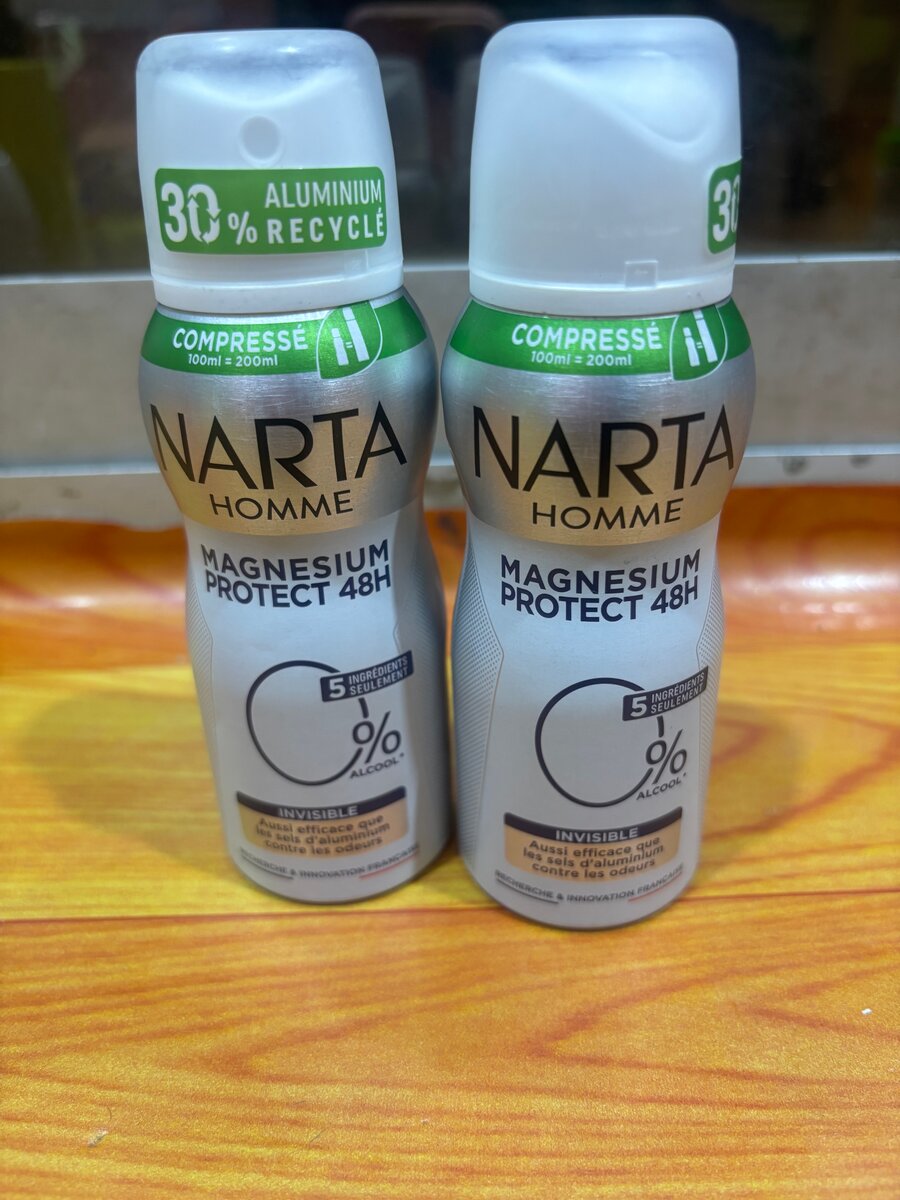 30% ALUMINIUM
RECYCLÉ
COMPRESSÉ
100ml = 200ml
NARTA
HOMME
MAGNESIUM
PROTECT 48H
5 INGRÉDIENTS
SEULEMENT
0%
ALCOOL*
INVISIBLE
Aussi efficace que
les sels d'aluminium
contre les odeurs
RECHERCHE & INNOVATION FRANÇAISE
30
COMPRESSÉ
100ml = 200ml
NARTA
HOMME
MAGNESIUM
PROTECT 48H
5 INGRÉDIENTS
SEULEMENT
0%
ALCOOL*
INVISIBLE
Aussi efficace que
les sels d'aluminium
contre les odeurs
RECHERCHE & INNOVATION FRANÇAISE